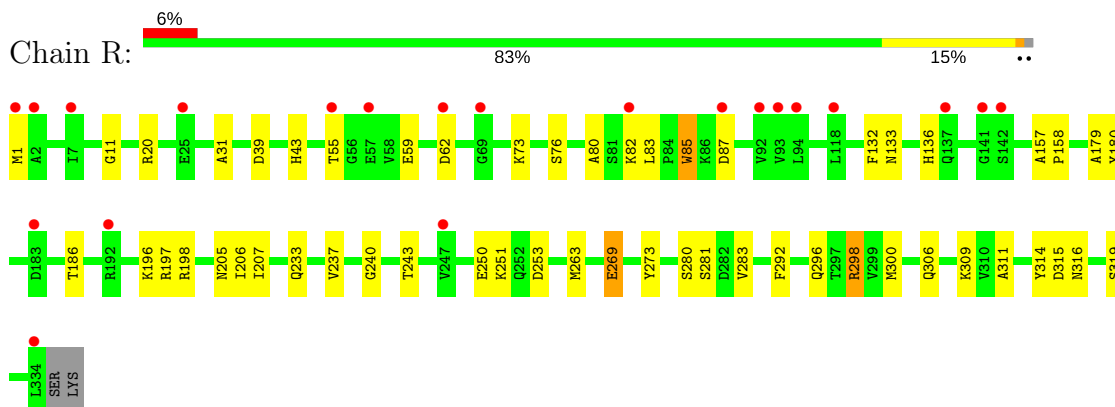 6%
Chain R:
83% 15% ••
M1 A2 I7 G11 R20 E25 A31 D39 H43 T55 G56 E57 V58 E59 D62 G69 K73 S76 A80 S81 K82 L83 P84 W85 K86 D87 V92 V93 L94 L118 F132 N133 H136 Q137 G141 S142 A157 P158 A179
D183 T186 R192 K196 R197 R198 N205 I206 I207 Q233 V237 G240 T243 V247 E250 K251 Q252 D253 M263 E269 Y273 S280 S281 D282 V283 F292 Q296 T297 R298 V299 M300 Q306 K309 V310 A311 Y314 D315 N316
L334 SER LYS